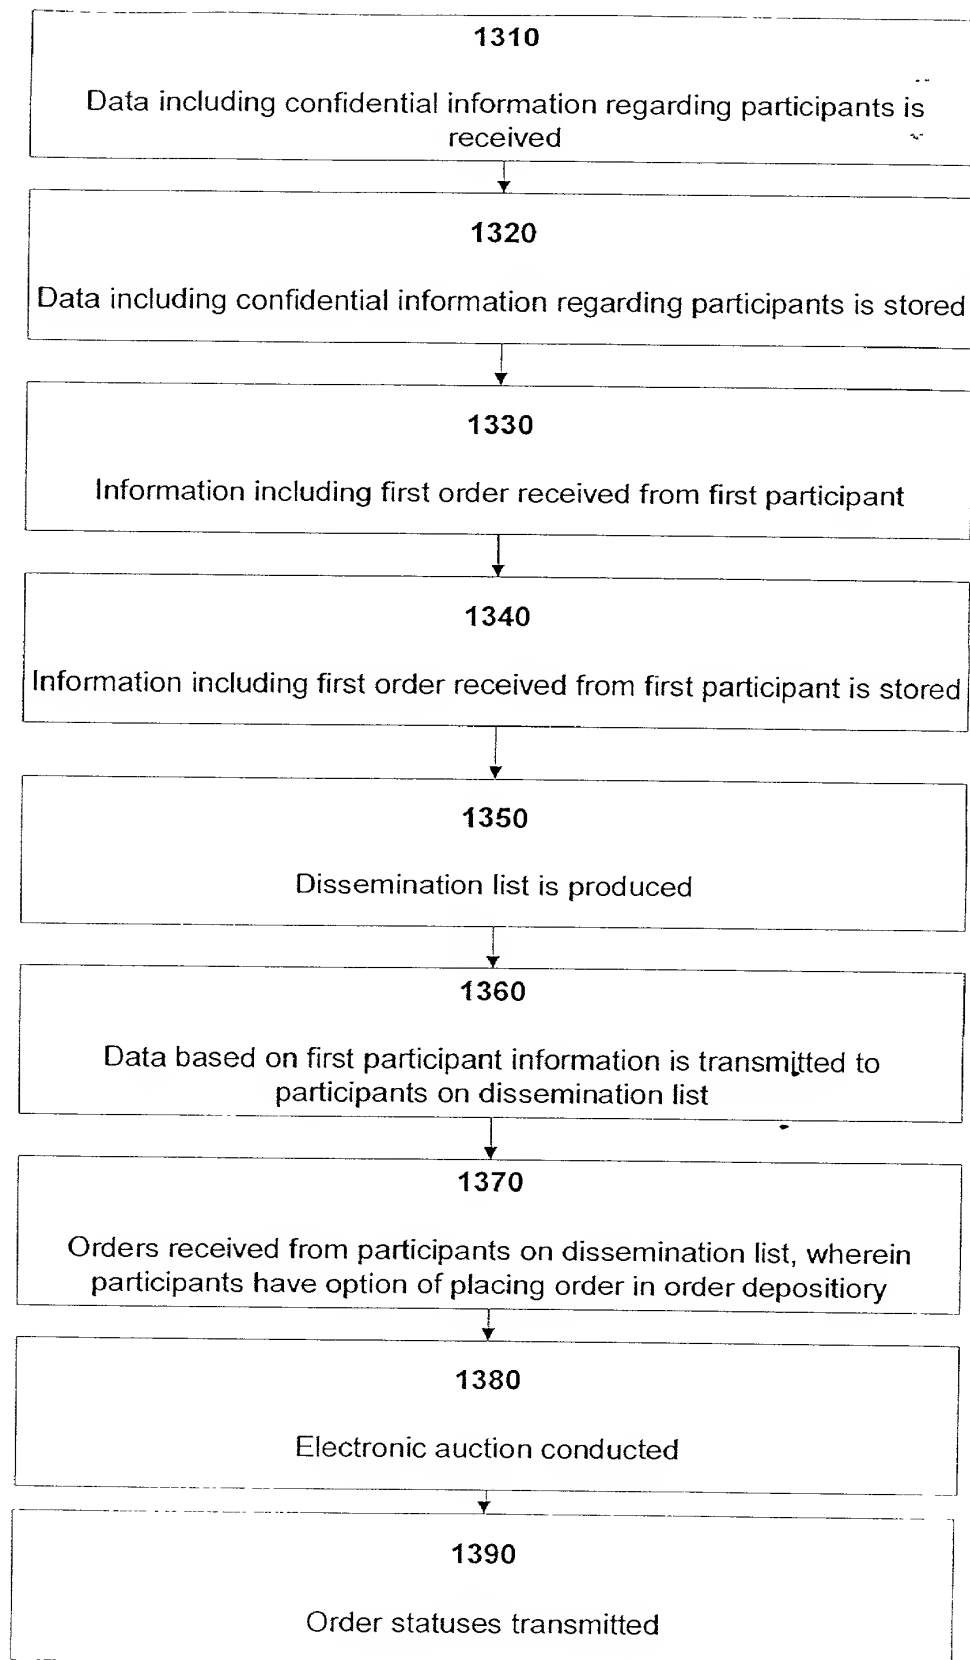 1310
Data including confidential information regarding participants is
received
1320
Data including confidential information regarding participants is stored
1330
Information including first order received from first participant
1340
Information including first order received from first participant is stored
1350
Dissemination list is produced
1360
Data based on first participant information is transmitted to
participants on dissemination list
1370
Orders received from participants on dissemination list, wherein
participants have option of placing order in order depositiory
1380
Electronic auction conducted
1390
Order statuses transmitted